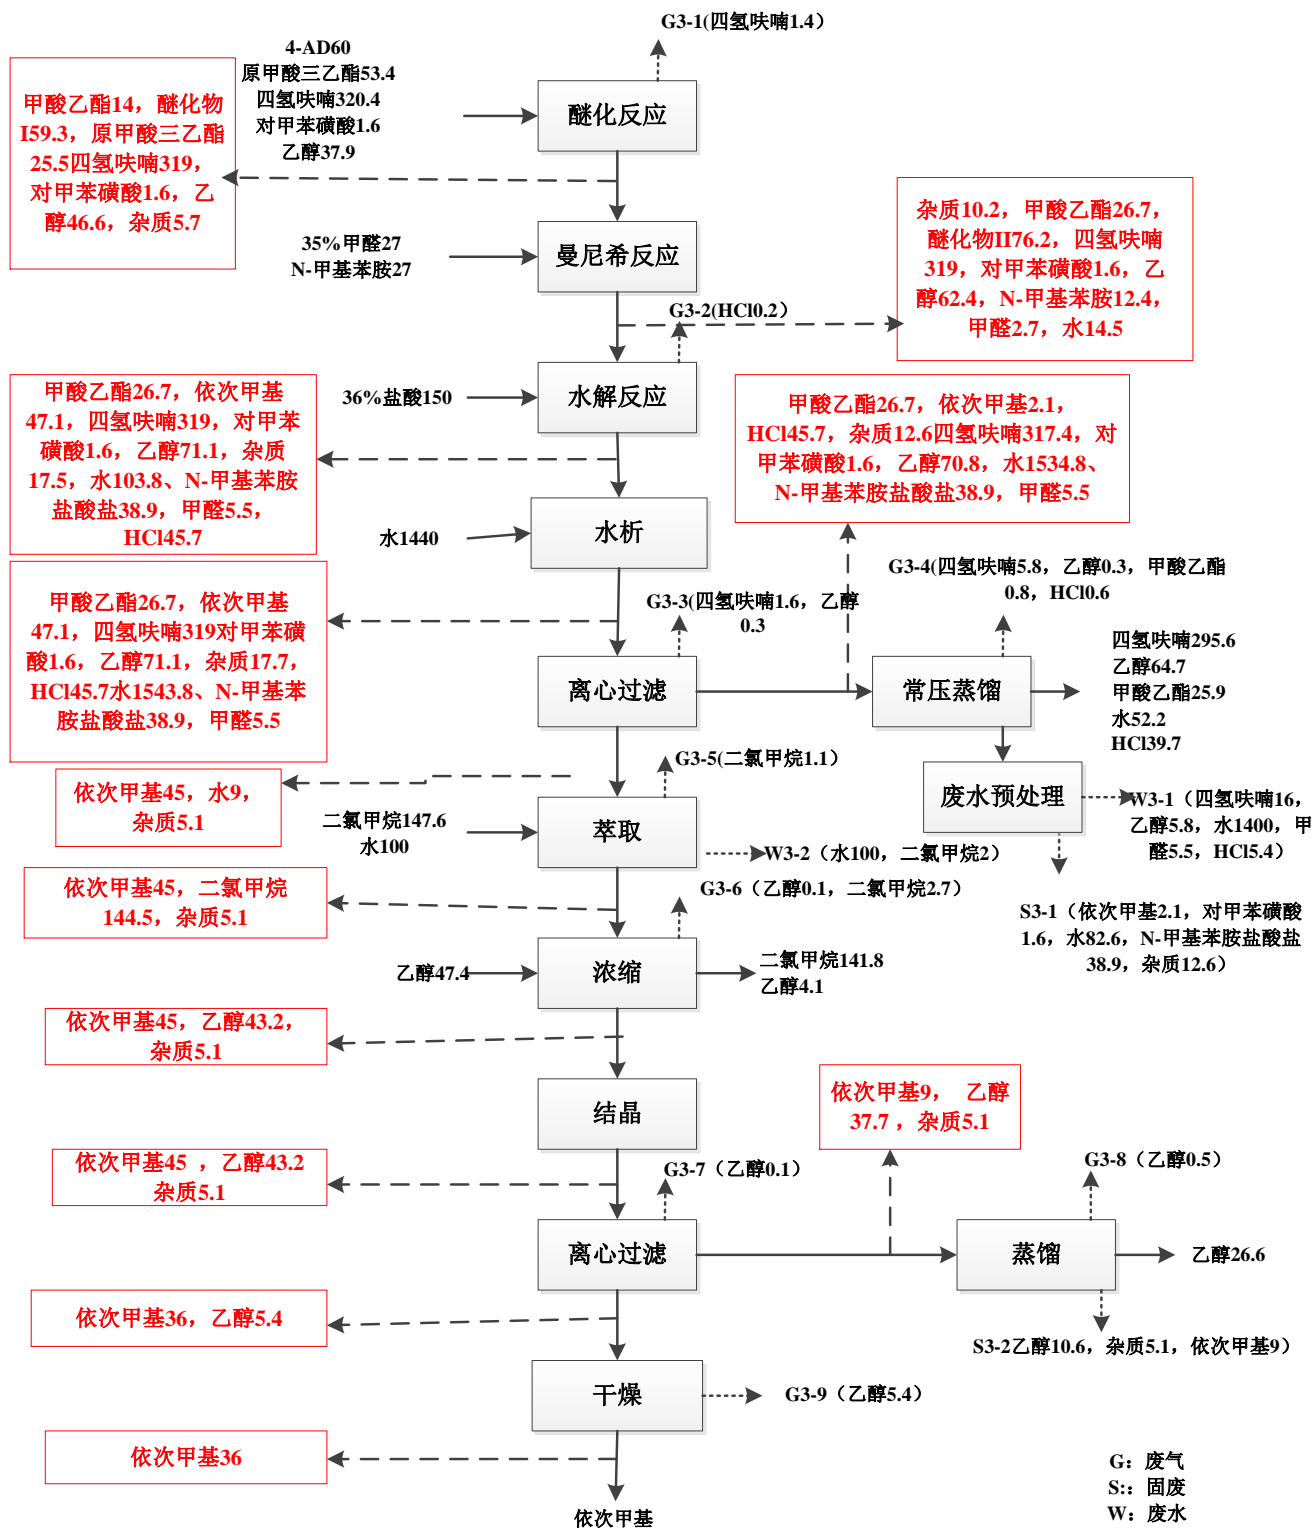 G3-1(四氢呋喃1.4）
4-AD60
原甲酸三乙酯53.4
四氢呋喃320.4
对甲苯磺酸1.6
乙醇37.9
醚化反应
甲酸乙酯14，醚化物
I59.3，原甲酸三乙酯
25.5四氢呋喃319，
对甲苯磺酸1.6，乙
醇46.6，杂质5.7
35%甲醛27
N-甲基苯胺27
曼尼希反应
杂质10.2，甲酸乙酯26.7，
醚化物II76.2，四氢呋喃
319，对甲苯磺酸1.6，乙
醇62.4，N-甲基苯胺12.4，
甲醛2.7，水14.5
G3-2(HCl0.2）
36%盐酸150
水解反应
甲酸乙酯26.7，依次甲基
47.1，四氢呋喃319，对甲苯
磺酸1.6，乙醇71.1，杂质
17.5，水103.8、N-甲基苯胺
盐酸盐38.9，甲醛5.5，
HCl45.7
甲酸乙酯26.7，依次甲基2.1，
HCl45.7，杂质12.6四氢呋喃317.4，对
甲苯磺酸1.6，乙醇70.8，水1534.8、
N-甲基苯胺盐酸盐38.9，甲醛5.5
水1440
水析
甲酸乙酯26.7，依次甲基
47.1，四氢呋喃319对甲苯磺
酸1.6，乙醇71.1，杂质17.7，
HCl45.7水1543.8、N-甲基苯
胺盐酸盐38.9，甲醛5.5
G3-3(四氢呋喃1.6，乙醇
0.3
G3-4(四氢呋喃5.8，乙醇0.3，甲酸乙酯
0.8，HCl0.6
离心过滤
常压蒸馏
四氢呋喃295.6
乙醇64.7
甲酸乙酯25.9
水52.2
HCl39.7
G3-5(二氯甲烷1.1）
依次甲基45，水9，
杂质5.1
二氯甲烷147.6
水100
萃取
废水预处理
W3-1（四氢呋喃16，
乙醇5.8，水1400，甲
醛5.5，HCl5.4）
W3-2（水100，二氯甲烷2）
G3-6（乙醇0.1，二氯甲烷2.7）
依次甲基45，二氯甲烷
144.5，杂质5.1
S3-1（依次甲基2.1，对甲苯磺酸
1.6，水82.6，N-甲基苯胺盐酸盐
38.9，杂质12.6）
乙醇47.4
浓缩
二氯甲烷141.8
乙醇4.1
依次甲基45，乙醇43.2，
杂质5.1
结晶
依次甲基9， 乙醇
37.7 ，杂质5.1
依次甲基45 ，乙醇43.2
杂质5.1
G3-7（乙醇0.1）
G3-8（乙醇0.5）
离心过滤
蒸馏
乙醇26.6
依次甲基36，乙醇5.4
S3-2乙醇10.6，杂质5.1，依次甲基9）
干燥
G3-9（乙醇5.4）
依次甲基36
依次甲基
G：废气
S:：固废
W：废水